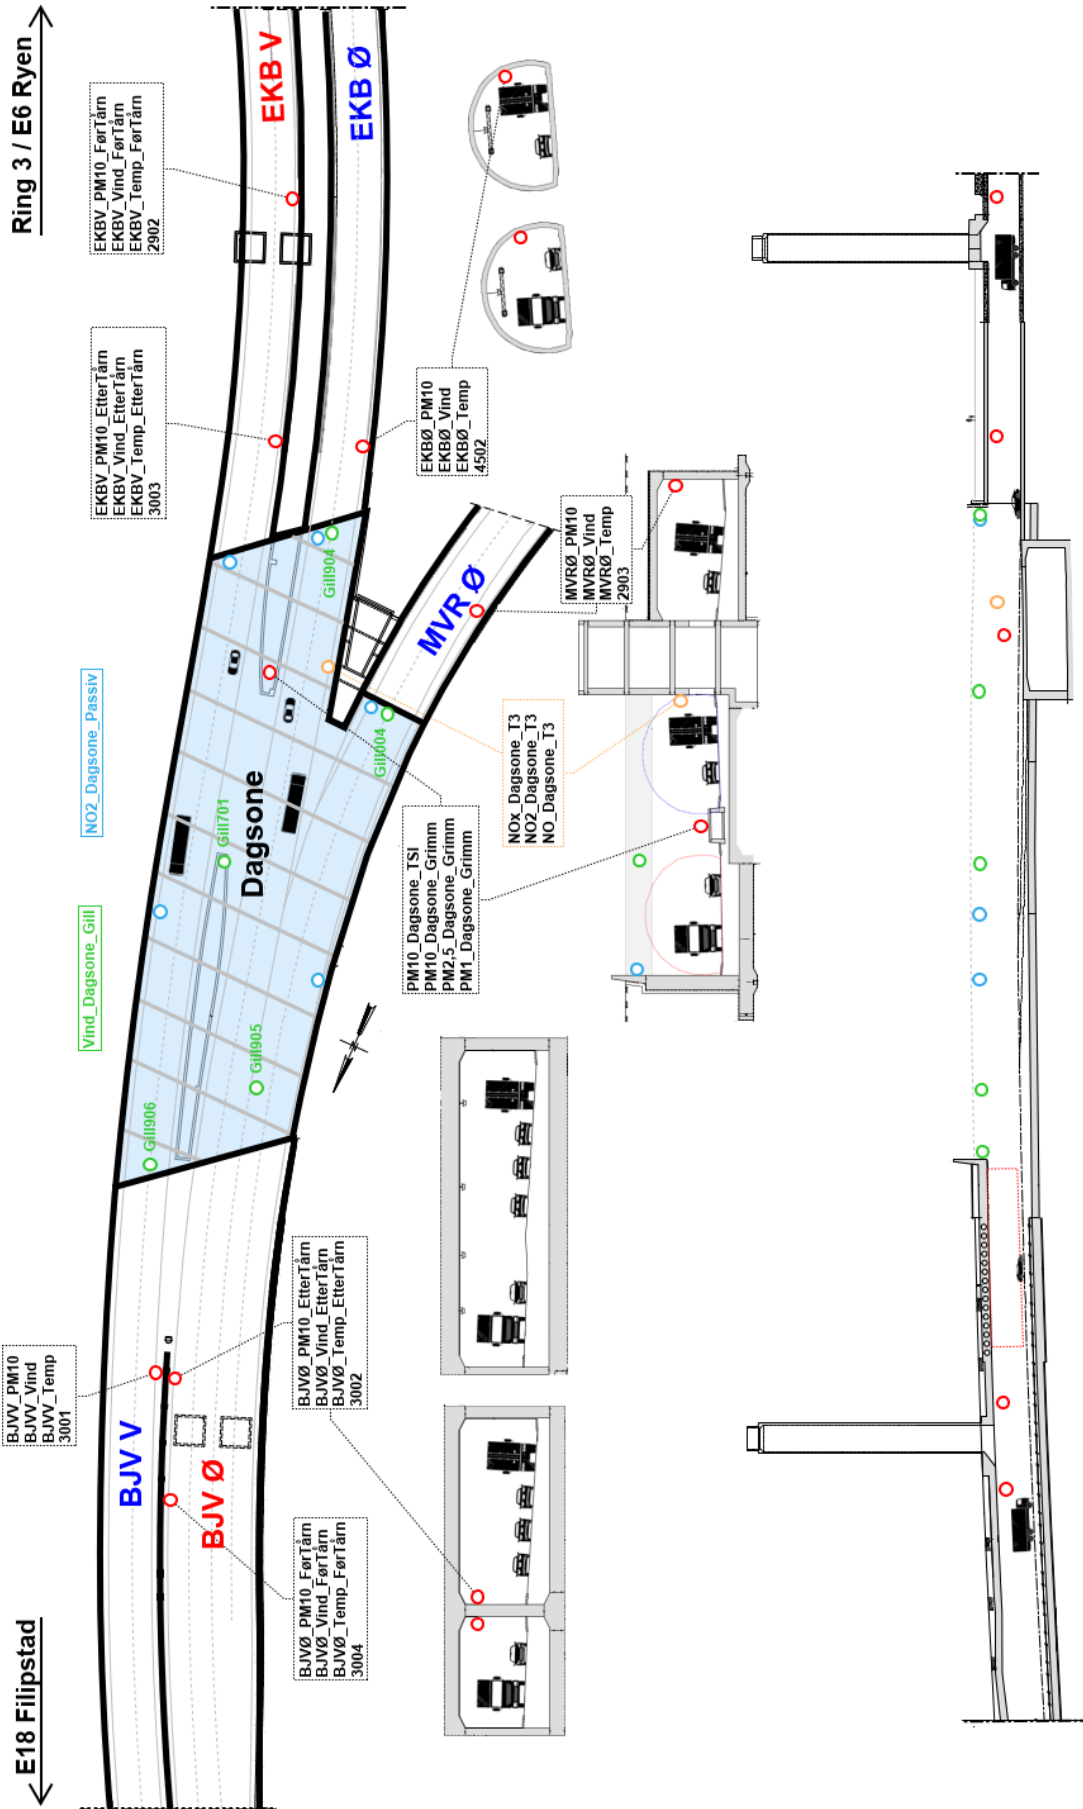 Ring 3 / E6 Ryen
EKB V
EKB Ø
EKBV_PM10_FørTårn
EKBV_Vind_FørTårn
EKBV_Temp_FørTårn
2902
EKBV_PM10_EtterTårn
EKBV_Vind_EtterTårn
EKBV_Temp_EtterTårn
3003
EKBØ_PM10
EKBØ_Vind
EKBØ_Temp
4502
MVRØ_PM10
MVRØ_Vind
MVRØ_Temp
2903
MVR Ø
Gill904
Gill004
NO2_Dagsone_Passiv
Vind_Dagsone_Gill
Gill701
Dagsone
NOx_Dagsone_T3
NO2_Dagsone_T3
NO_Dagsone_T3
PM10_Dagsone_TSI
PM10_Dagsone_Grimm
PM2,5_Dagsone_Grimm
PM1_Dagsone_Grimm
Gill905
Gill906
BJVØ_PM10_EtterTårn
BJVØ_Vind_EtterTårn
BJVØ_Temp_EtterTårn
3002
BJVV_PM10
BJVV_Vind
BJVV_Temp
3001
BJV V
BJV Ø
BJVØ_PM10_FørTårn
BJVØ_Vind_FørTårn
BJVØ_Temp_FørTårn
3004
E18 Filipstad